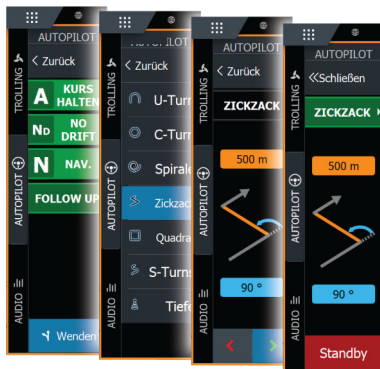 AUTOPILOT
< Zurück
A KURS HALTEN
ND NO DRIFT
N NAV.
FOLLOW UP
Wenden
TROLLING
AUTOPILOT
AUDIO
AUTOPILOT
< Zurück
U-Turn
C-Turn
Spirale
Zickzac
Quadra
S-Turns
Tiefe
TROLLING
AUTOPILOT
AUDIO
AUTOPILOT
< Zurück
ZICKZACK
500 m
90 °
TROLLING
AUTOPILOT
AUDIO
AUTOPILOT
«Schließen
ZICKZACK
500 m
90 °
Standby
TROLLING
AUTOPILOT
AUDIO